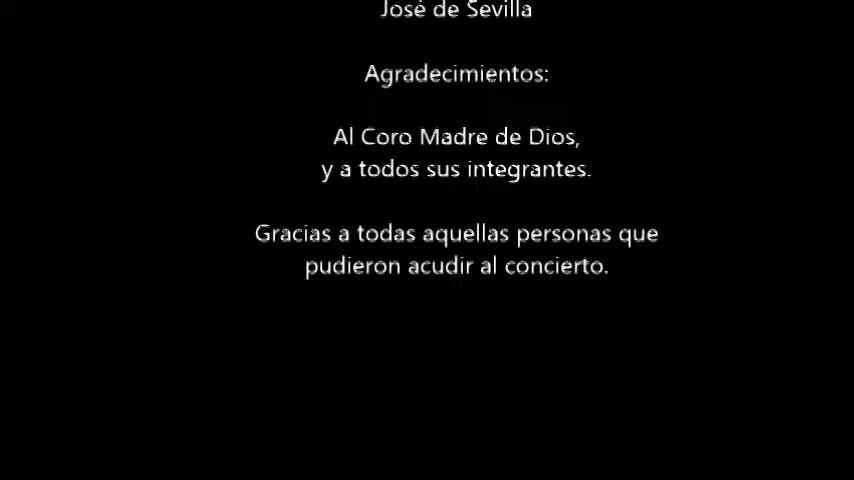 José de Sevilla
Agradecimientos:
Al Coro Madre de Dios,
y a todos sus integrantes.
Gracias a todas aquellas personas que
pudieron acudir al concierto.